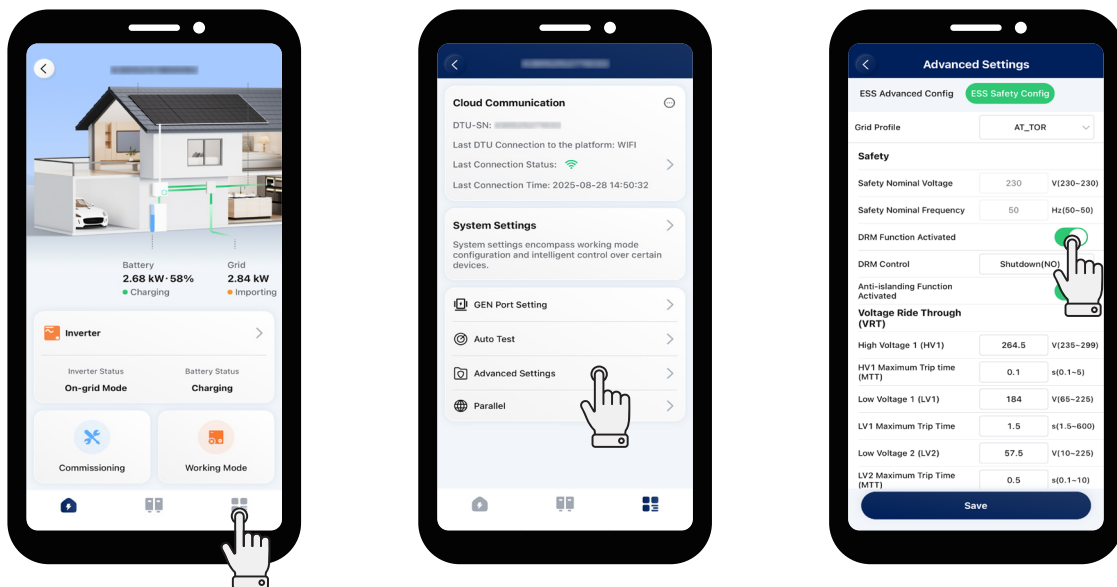 Battery
2.68 kW·58%
Charging
Grid
2.84 kW
Importing
Inverter
Inverter Status
On-grid Mode
Battery Status
Charging
Commissioning
Working Mode
Cloud Communication
DTU-SN:
Last DTU Connection to the platform: WIFI
Last Connection Status:
Last Connection Time: 2025-08-28 14:50:32
System Settings
System settings encompass working mode
configuration and intelligent control over certain
devices.
GEN Port Setting
Auto Test
Advanced Settings
Parallel
Advanced Settings
ESS Advanced Config ESS Safety Config
Grid Profile AT_TOR
Safety
Safety Nominal Voltage 230 V(230~230)
Safety Nominal Frequency 50 Hz(50~50)
DRM Function Activated
DRM Control Shutdown(NO)
Anti-islanding Function
Activated
Voltage Ride Through
(VRT)
High Voltage 1 (HV1) 264.5 V(235~299)
HV1 Maximum Trip time
(MTT) 0.1 s(0.1~5)
Low Voltage 1 (LV1) 184 V(65~225)
LV1 Maximum Trip Time 1.5 s(1.5~600)
Low Voltage 2 (LV2) 57.5 V(10~225)
LV2 Maximum Trip Time
(MTT) 0.5 s(0.1~10)
Save